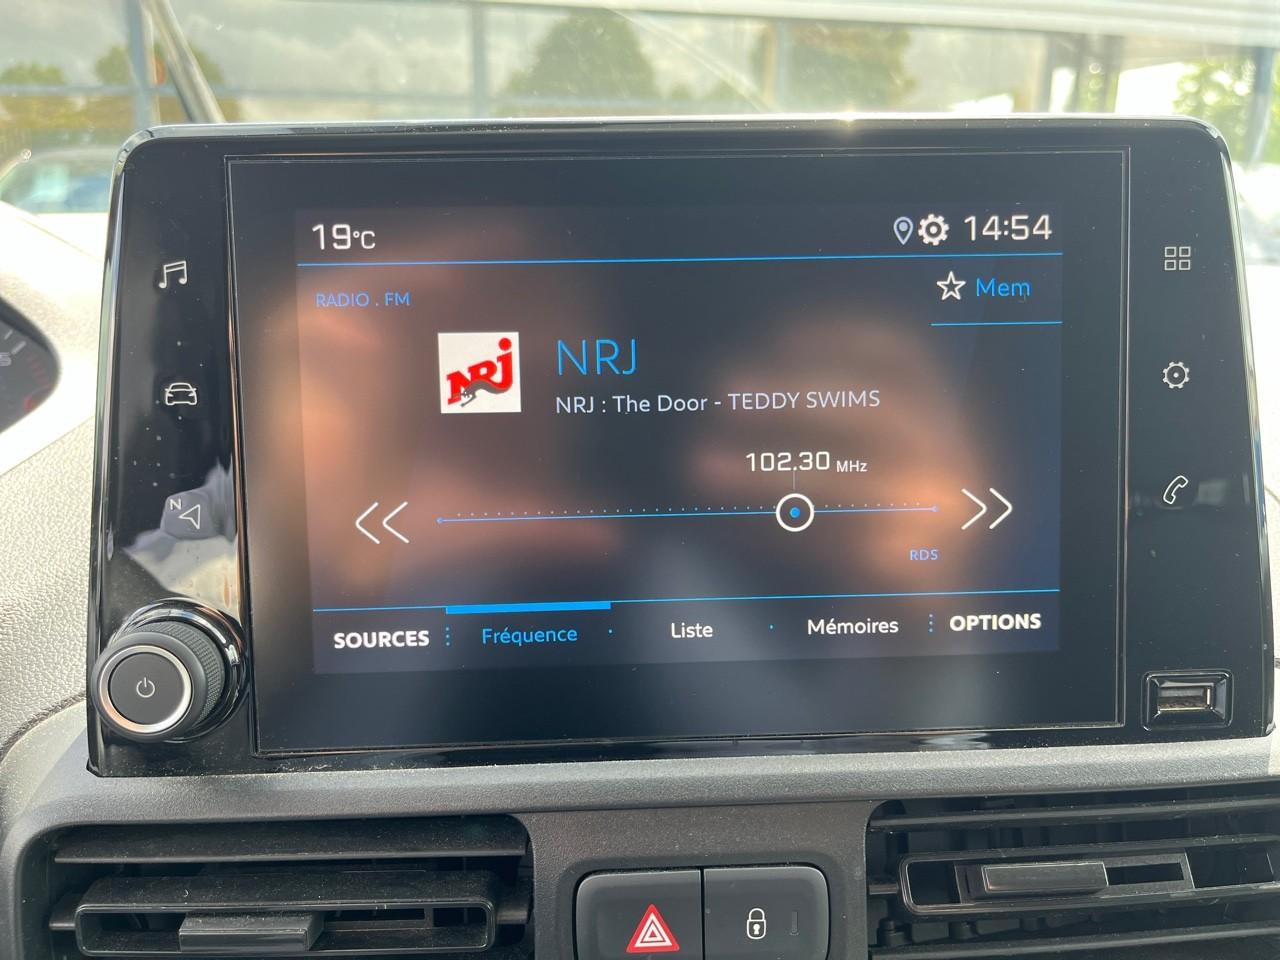 19°C
14:54
RADIO . FM
Mem
NRJ
NRJ
NRJ : The Door - TEDDY SWIMS
102.30 MHz
N
RDS
SOURCES
Fréquence
Liste
Mémoires
OPTIONS